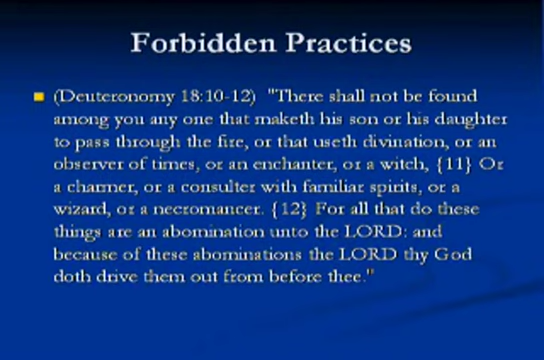 Forbidden Practices
(Deuteronomy 18:10-12) "There shall not be found
among you any one that maketh his son or his daughter
to pass through the fire, or that useth divination, or an
observer of times, or an enchanter, or a witch, {11} Or
a charmer, or a consulter with familiar spirits, or a
wizard, or a necromancer. {12} For all that do these
things are an abomination unto the LORD: and
because of these abominations the LORD thy God
doth drive them out from before thee."